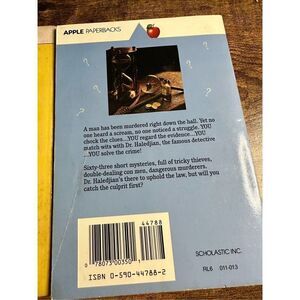 APPLE PAPERBACKS
A man has been murdered right down the hall. Yet no
one heard a scream, no one noticed a struggle. YOU
check the clues...YOU regard the evidence...YOU
match wits with Dr. Haledjian, the famous detective
...YOU solve the crime!
Sixty-three short mysteries, full of tricky thieves,
double-dealing con men, dangerous murderers.
Dr. Haledjian's there to uphold the law, but will you
catch the culprit first?
44788
0 78073 00350 1
ISBN 0-590-44788-2
SCHOLASTIC INC.
RL6 011-013